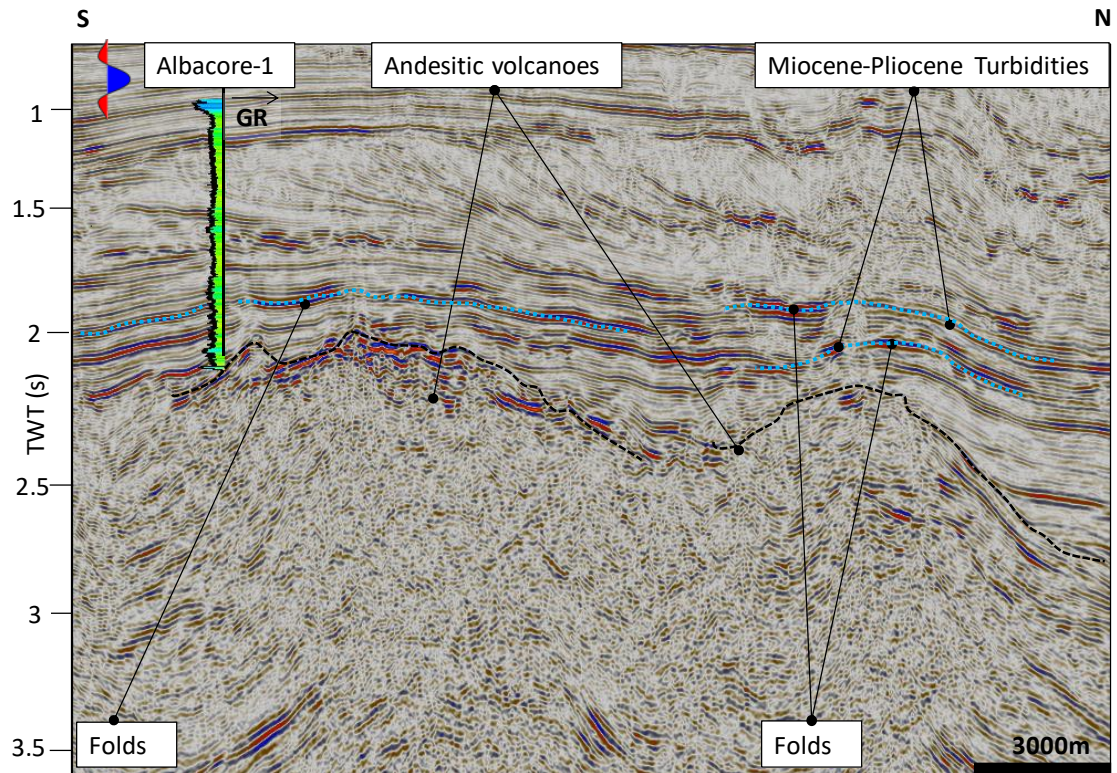 S
N
Albacore-1
Andesitic volcanoes
Miocene-Pliocene Turbidities
GR
1
1.5
2
TWT (s)
2.5
3
3.5
Folds
Folds
3000m